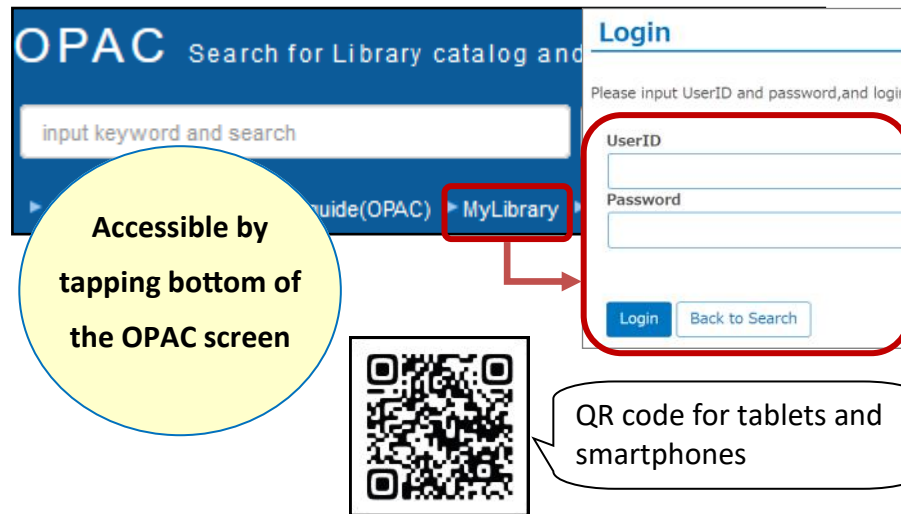 OPAC Search for Library catalog and
input keyword and search
guide(OPAC) MyLibrary
Login
Please input UserID and password,and login
UserID
Password
Login Back to Search
Accessible by
tapping bottom of
the OPAC screen
QR code for tablets and
smartphones